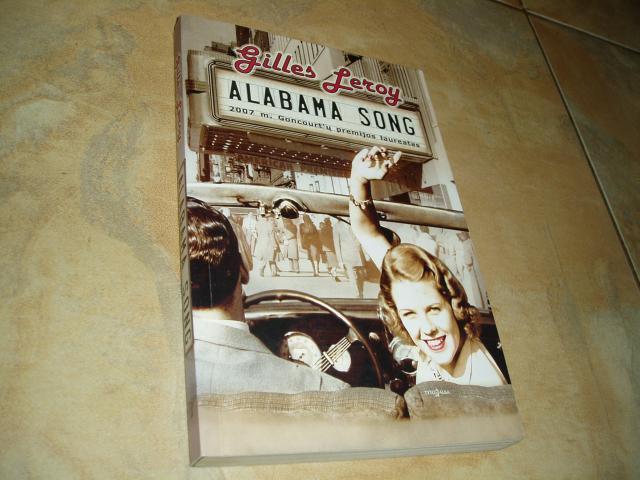 Gilles Leroy
ALABAMA SONG
2007 m. Goncourt'ų premijos laureatas